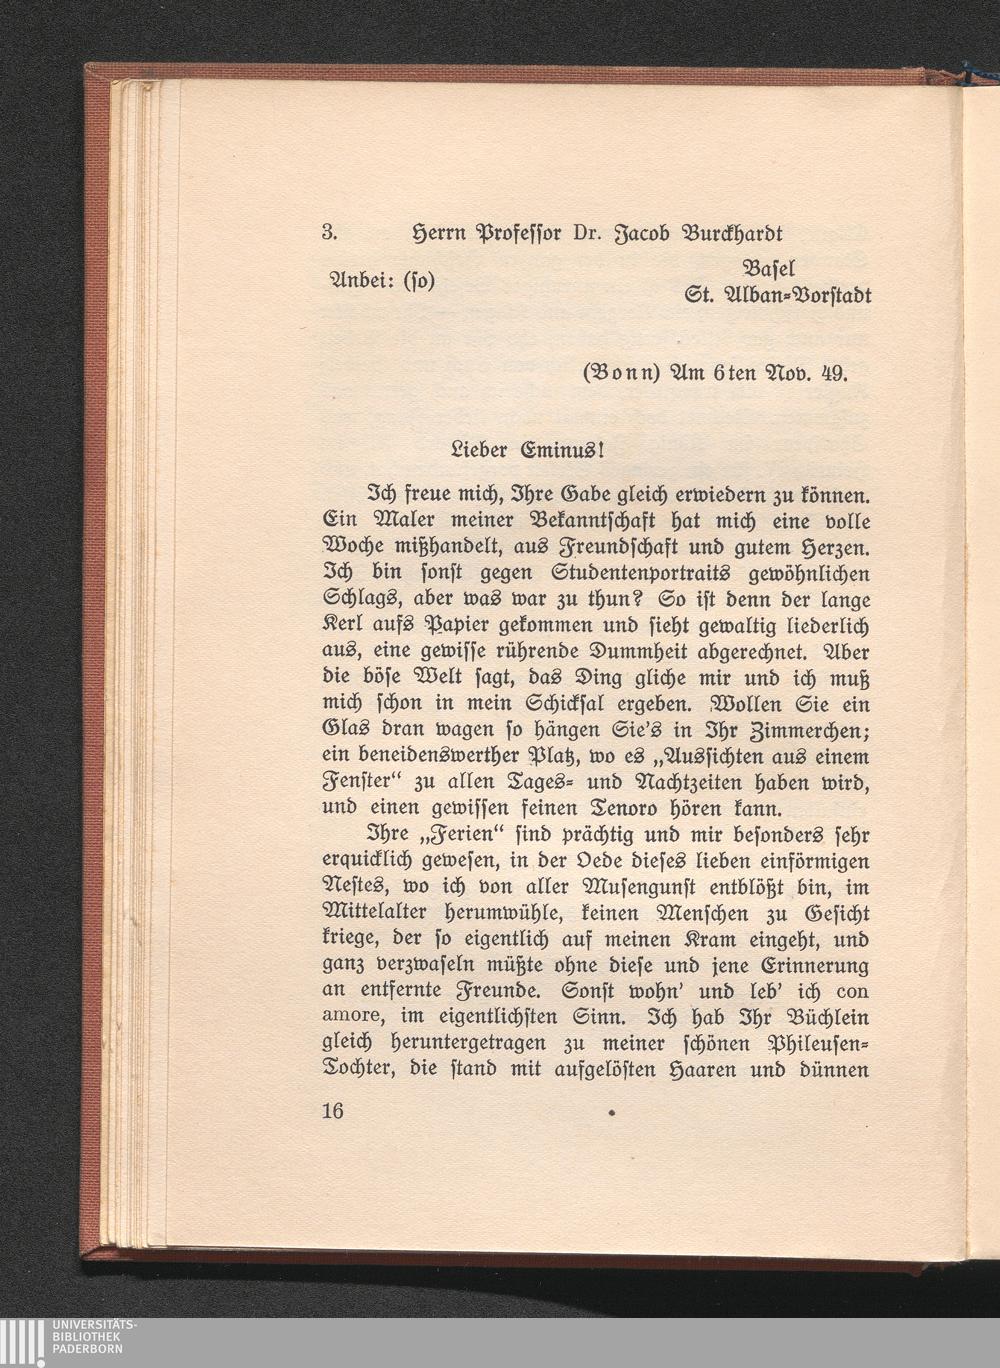 3. Herrn Professor Dr. Jacob Burckhardt
Basel
Anbei: (so)
St. Alban-Vorstadt
(Bonn) Am 6ten Nov. 49.
Lieber Eminus!
Ich freue mich, Ihre Gabe gleich erwiedern zu können.
Ein Maler meiner Bekanntschaft hat mich eine volle
Woche mißhandelt, aus Freundschaft und gutem Herzen.
Ich bin sonst gegen Studentenportraits gewöhnlichen
Schlags, aber was war zu thun? So ist denn der lange
Kerl aufs Papier gekommen und sieht gewaltig liederlich
aus, eine gewisse rührende Dummheit abgerechnet. Aber
die böse Welt sagt, das Ding gliche mir und ich muß
mich schon in mein Schicksal ergeben. Wollen Sie ein
Glas dran wagen so hängen Sie's in Ihr Zimmerchen;
ein beneidenswerther Platz, wo es „Aussichten aus einem
Fenster“ zu allen Tages- und Nachtzeiten haben wird,
und einen gewissen feinen Tenoro hören kann.
Ihre „Ferien“ sind prächtig und mir besonders sehr
erquicklich gewesen, in der Oede dieses lieben einförmigen
Nestes, wo ich von aller Musengunst entblößt bin, im
Mittelalter herumwühle, keinen Menschen zu Gesicht
kriege, der so eigentlich auf meinen Kram eingeht, und
ganz verzwaseln müßte ohne diese und jene Erinnerung
an entfernte Freunde. Sonst wohn' und leb' ich con
amore, im eigentlichsten Sinn. Ich hab Ihr Büchlein
gleich heruntergetragen zu meiner schönen Phileusen-
Tochter, die stand mit aufgelösten Haaren und dünnen
16
UNIVERSITÄTS-
BIBLIOTHEK
PADERBORN